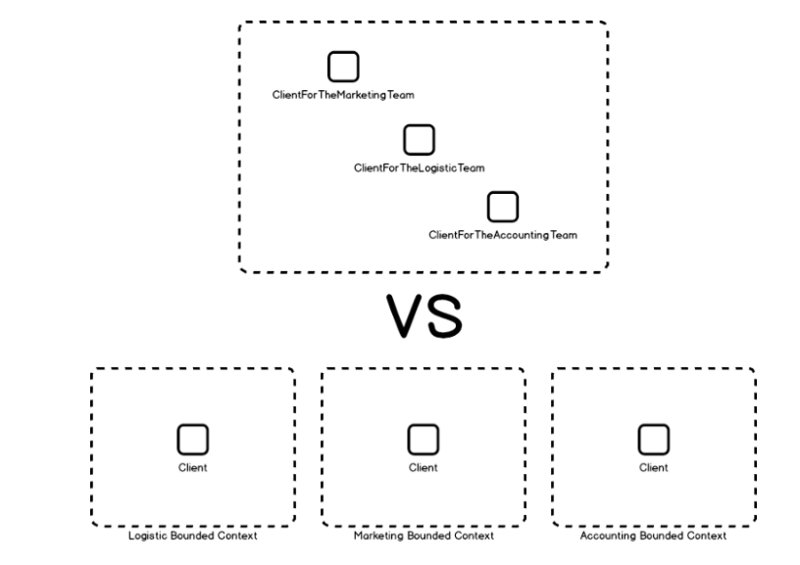 ClientForTheMarketingTeam
ClientForTheLogisticTeam
ClientForTheAccountingTeam
VS
Client
Client
Client
Logistic Bounded Context
Marketing Bounded Context
Accounting Bounded Context